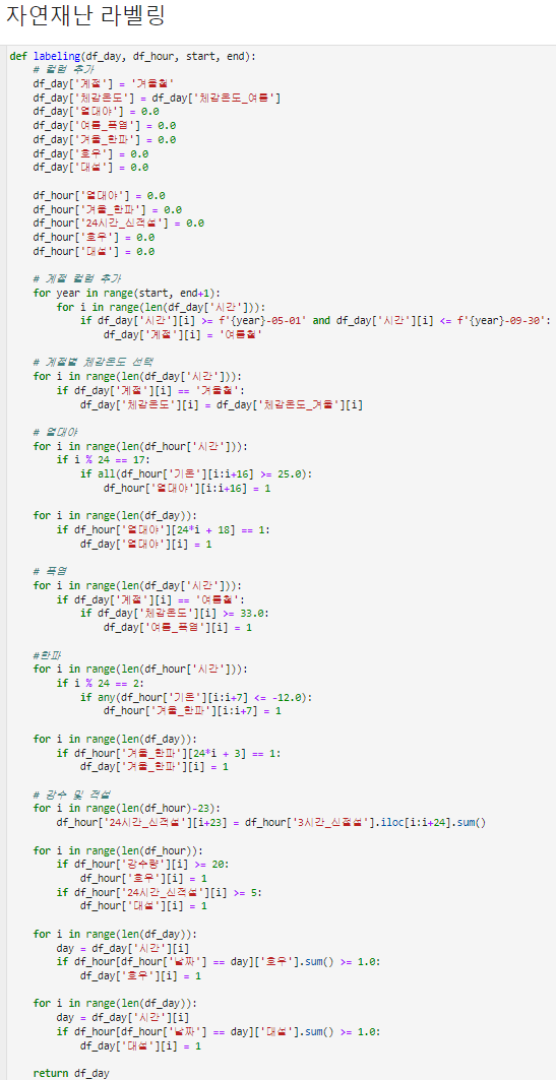 자연재난 라벨링
def labeling(df_day, df_hour, start, end):
    # 컬럼 추가
    df_day['계절'] = '겨울철'
    df_day['체감온도'] = df_day['체감온도_여름']
    df_day['열대야'] = 0.0
    df_day['여름_폭염'] = 0.0
    df_day['겨울_한파'] = 0.0
    df_day['호우'] = 0.0
    df_day['대설'] = 0.0
    df_hour['열대야'] = 0.0
    df_hour['겨울_한파'] = 0.0
    df_hour['24시간_신적설'] = 0.0
    df_hour['호우'] = 0.0
    df_hour['대설'] = 0.0
    # 계절 컬럼 추가
    for year in range(start, end+1):
        for i in range(len(df_day['시간'])):
            if df_day['시간'][i] >= f'{year}-05-01' and df_day['시간'][i] <= f'{year}-09-30':
                df_day['계절'][i] = '여름철'
    # 계절별 체감온도 선택
    for i in range(len(df_day['시간'])):
        if df_day['계절'][i] == '겨울철':
            df_day['체감온도'][i] = df_day['체감온도_겨울'][i]
    # 열대야
    for i in range(len(df_hour['시간'])):
        if i % 24 == 17:
            if all(df_hour['기온'][i:i+16] >= 25.0):
                df_hour['열대야'][i:i+16] = 1
    for i in range(len(df_day)):
        if df_hour['열대야'][24*i + 18] == 1:
            df_day['열대야'][i] = 1
    # 폭염
    for i in range(len(df_day['시간'])):
        if df_day['계절'][i] == '여름철':
            if df_day['체감온도'][i] >= 33.0:
                df_day['여름_폭염'][i] = 1
    #한파
    for i in range(len(df_hour['시간'])):
        if i % 24 == 2:
            if any(df_hour['기온'][i:i+7] <= -12.0):
                df_hour['겨울_한파'][i:i+7] = 1
    for i in range(len(df_day)):
        if df_hour['겨울_한파'][24*i + 3] == 1:
            df_day['겨울_한파'][i] = 1
    # 강수 및 적설
    for i in range(len(df_hour)-23):
        df_hour['24시간_신적설'][i+23] = df_hour['3시간_신적설'].iloc[i:i+24].sum()
    for i in range(len(df_hour)):
        if df_hour['강수량'][i] >= 20:
            df_hour['호우'][i] = 1
        if df_hour['24시간_신적설'][i] >= 5:
            df_hour['대설'][i] = 1
    for i in range(len(df_day)):
        day = df_day['시간'][i]
        if df_hour[df_hour['날짜'] == day]['호우'].sum() >= 1.0:
            df_day['호우'][i] = 1
    for i in range(len(df_day)):
        day = df_day['시간'][i]
        if df_hour[df_hour['날짜'] == day]['대설'].sum() >= 1.0:
            df_day['대설'][i] = 1
    return df_day